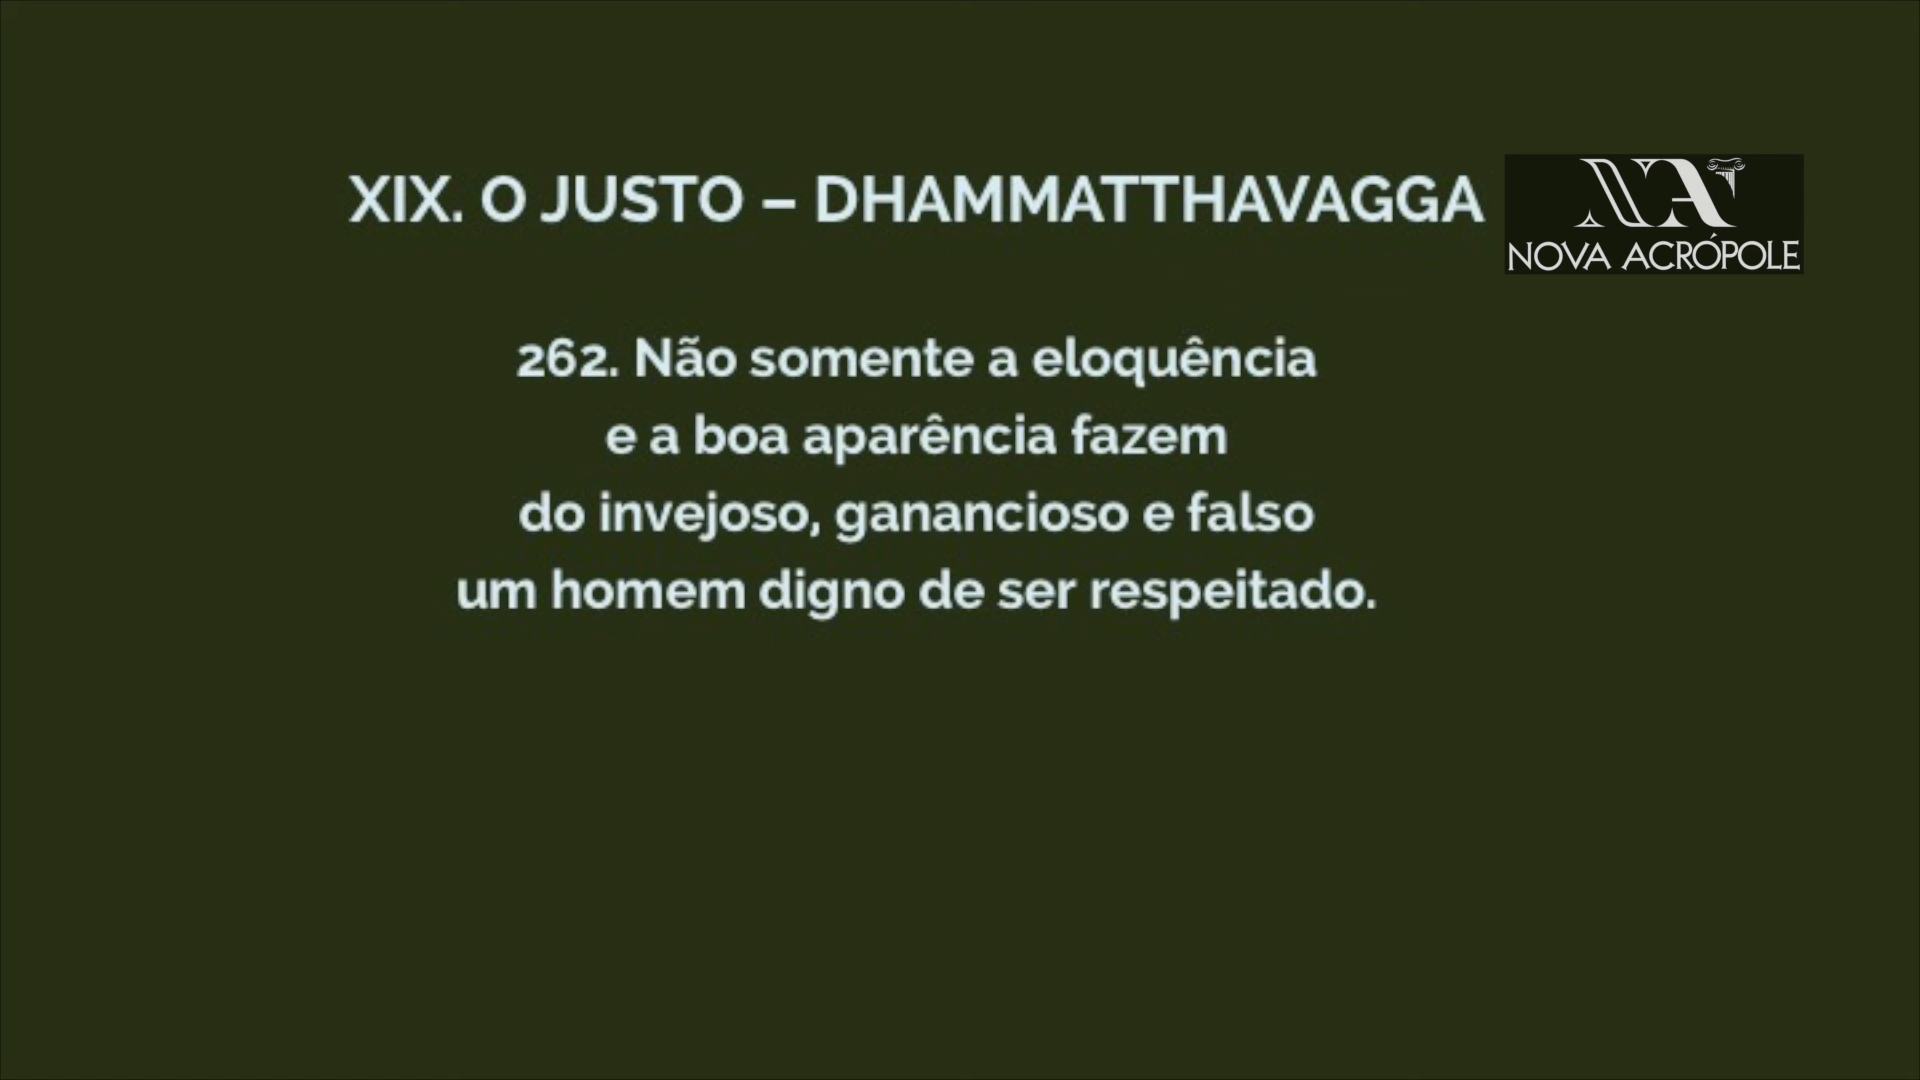 XIX. O JUSTO – DHAMMATTHAVAGGA
NA
NOVA ACRÓPOLE
262. Não somente a eloquência
e a boa aparência fazem
do invejoso, ganancioso e falso
um homem digno de ser respeitado.